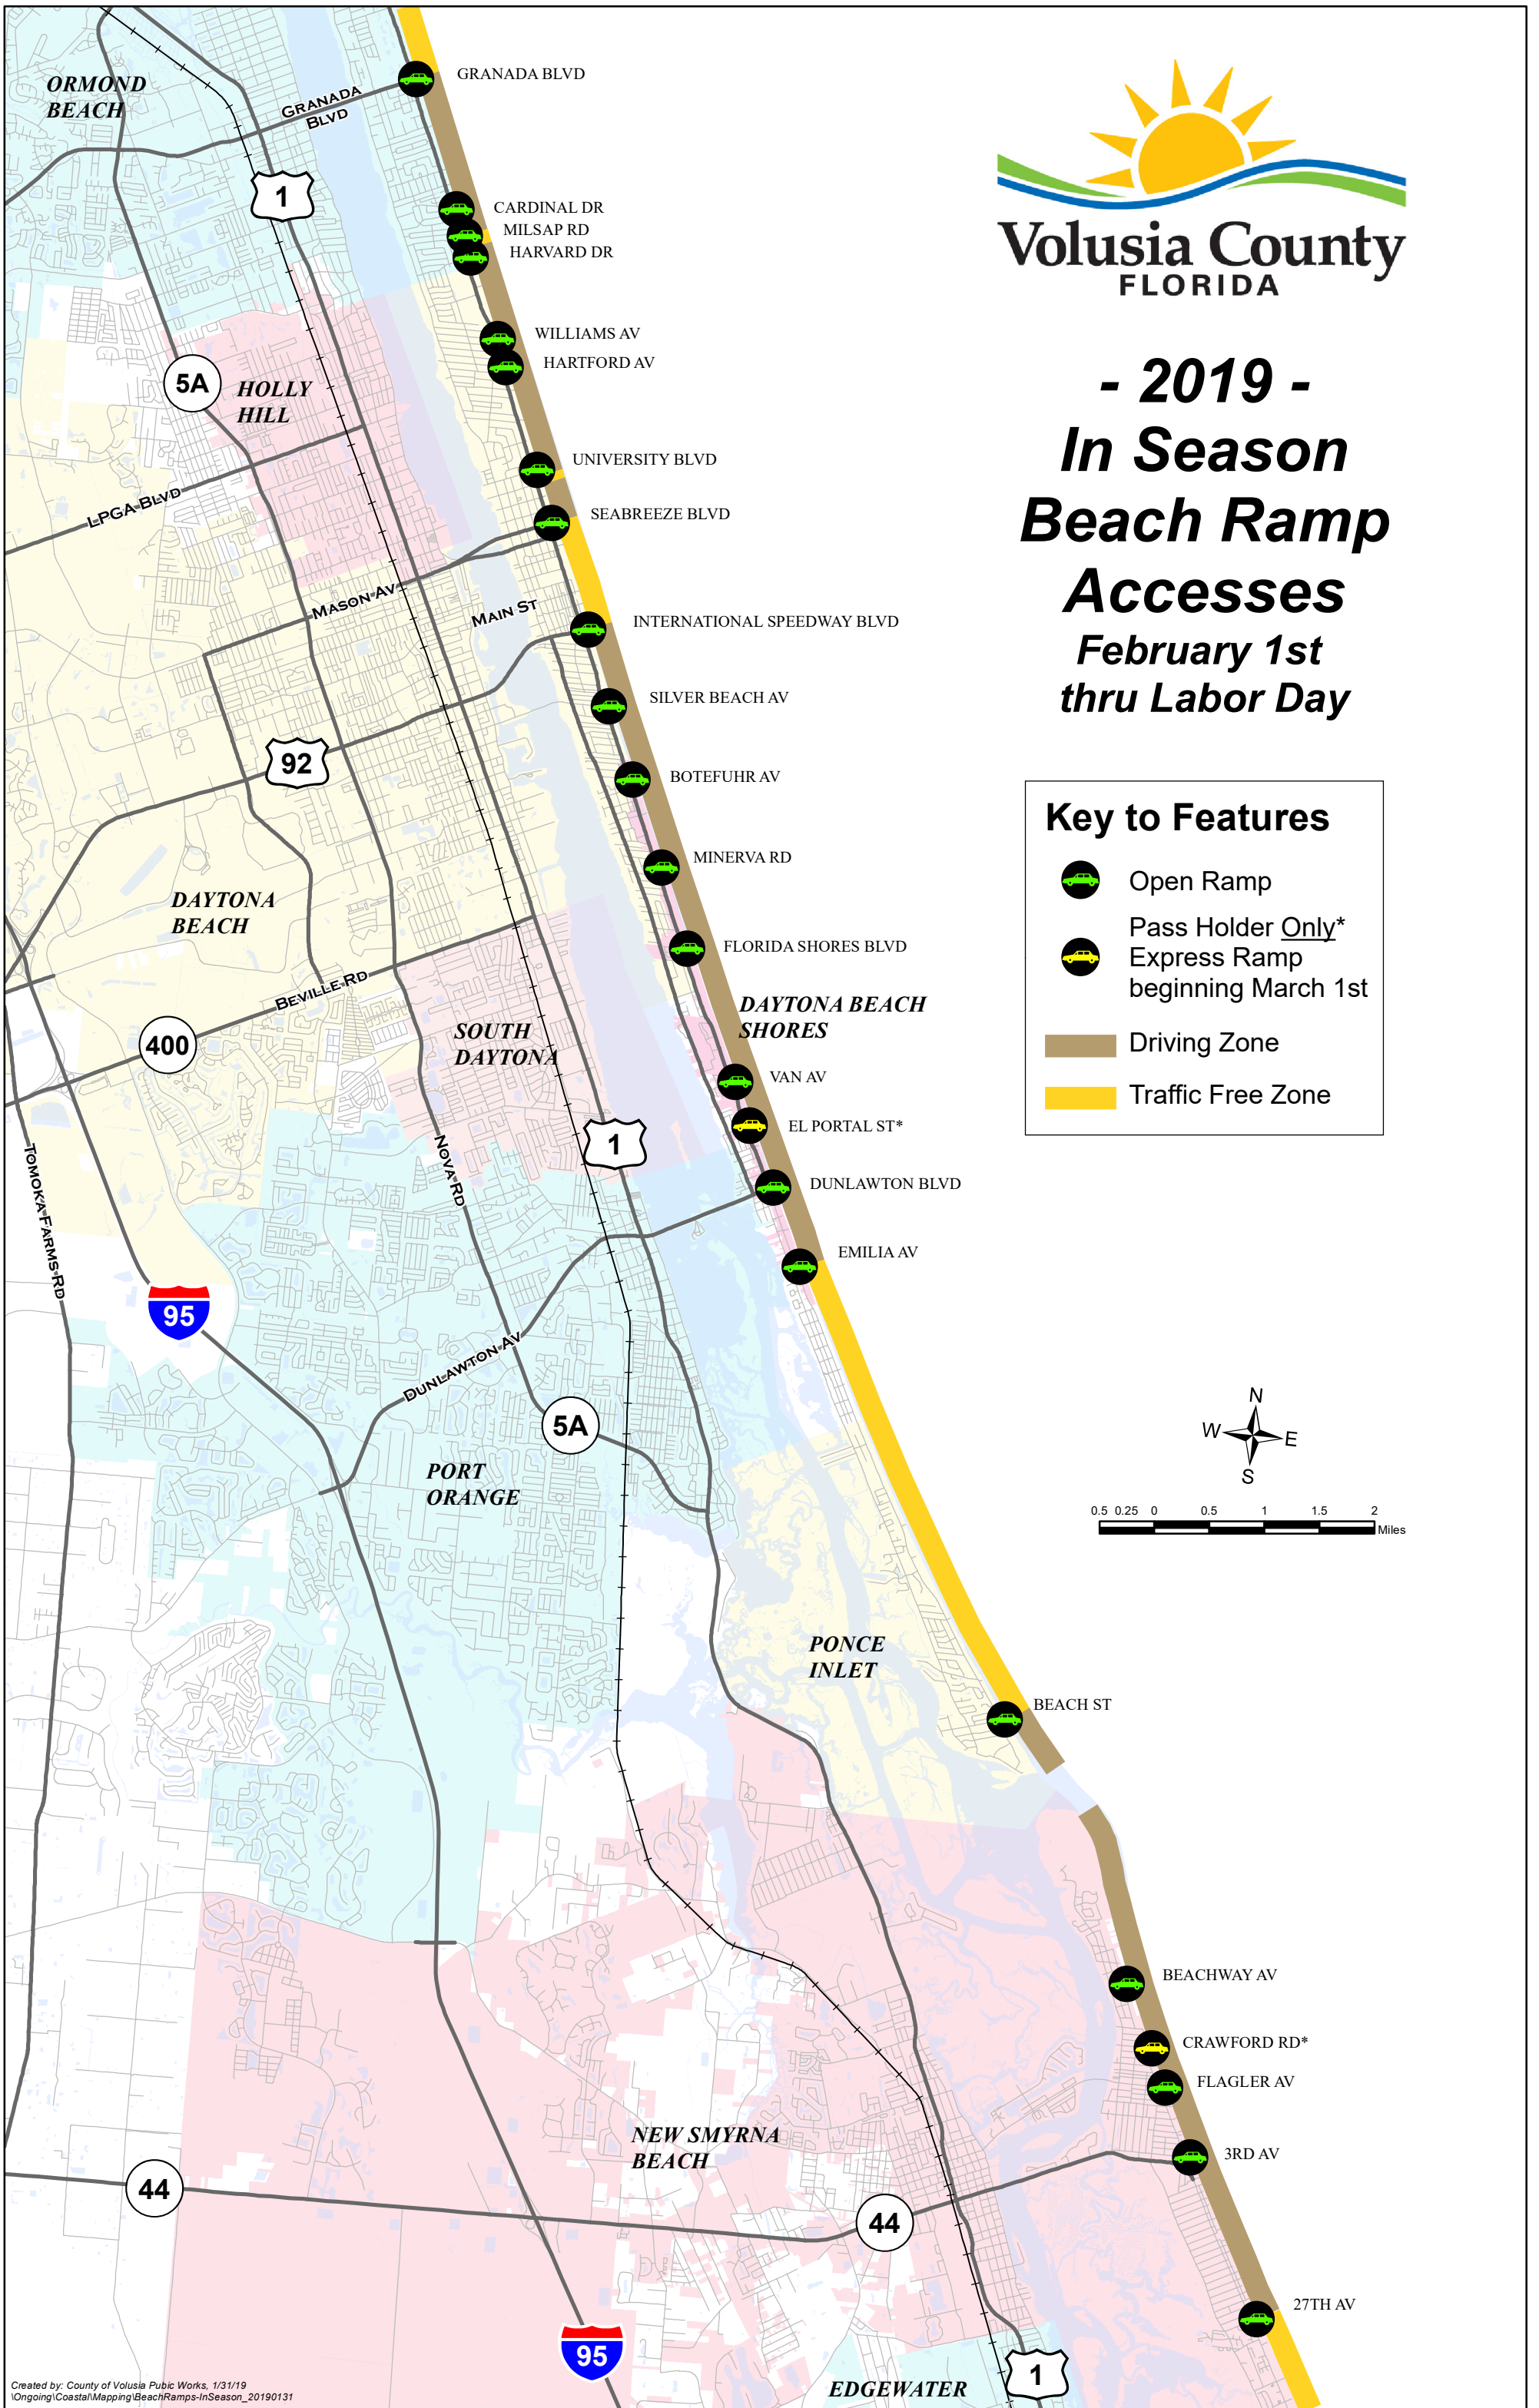 ORMOND
BEACH
GRANADA
BLVD
GRANADA BLVD
1
CARDINAL DR
MILSAP RD
HARVARD DR
Volusia County
FLORIDA
WILLIAMS AV
HARTFORD AV
5A
HOLLY
HILL
- 2019 -
In Season
Beach Ramp
Accesses
February 1st
thru Labor Day
UNIVERSITY BLVD
LPGA BLVD
SEABREEZE BLVD
MASON AV
MAIN ST
INTERNATIONAL SPEEDWAY BLVD
SILVER BEACH AV
92
BOTEFUHR AV
MINERVA RD
DAYTONA
BEACH
FLORIDA SHORES BLVD
BEVILLE RD
400
SOUTH
DAYTONA
DAYTONA BEACH
SHORES
VAN AV
EL PORTAL ST*
1
NOVA RD
TOMOKA FARMS RD
DUNLAWTON BLVD
EMILIA AV
Key to Features
Open Ramp
Pass Holder Only*
Express Ramp
beginning March 1st
Driving Zone
Traffic Free Zone
95
DUNLAWTON AV
5A
PORT
ORANGE
N
W
E
S
0.5 0.25 0 0.5 1 1.5 2
Miles
PONCE
INLET
BEACH ST
BEACHWAY AV
CRAWFORD RD*
FLAGLER AV
NEW SMYRNA
BEACH
3RD AV
44
44
27TH AV
95
1
EDGEWATER
Created by: County of Volusia Pubic Works, 1/31/19
\Ongoing\Coastal\Mapping\BeachRamps-InSeason_20190131